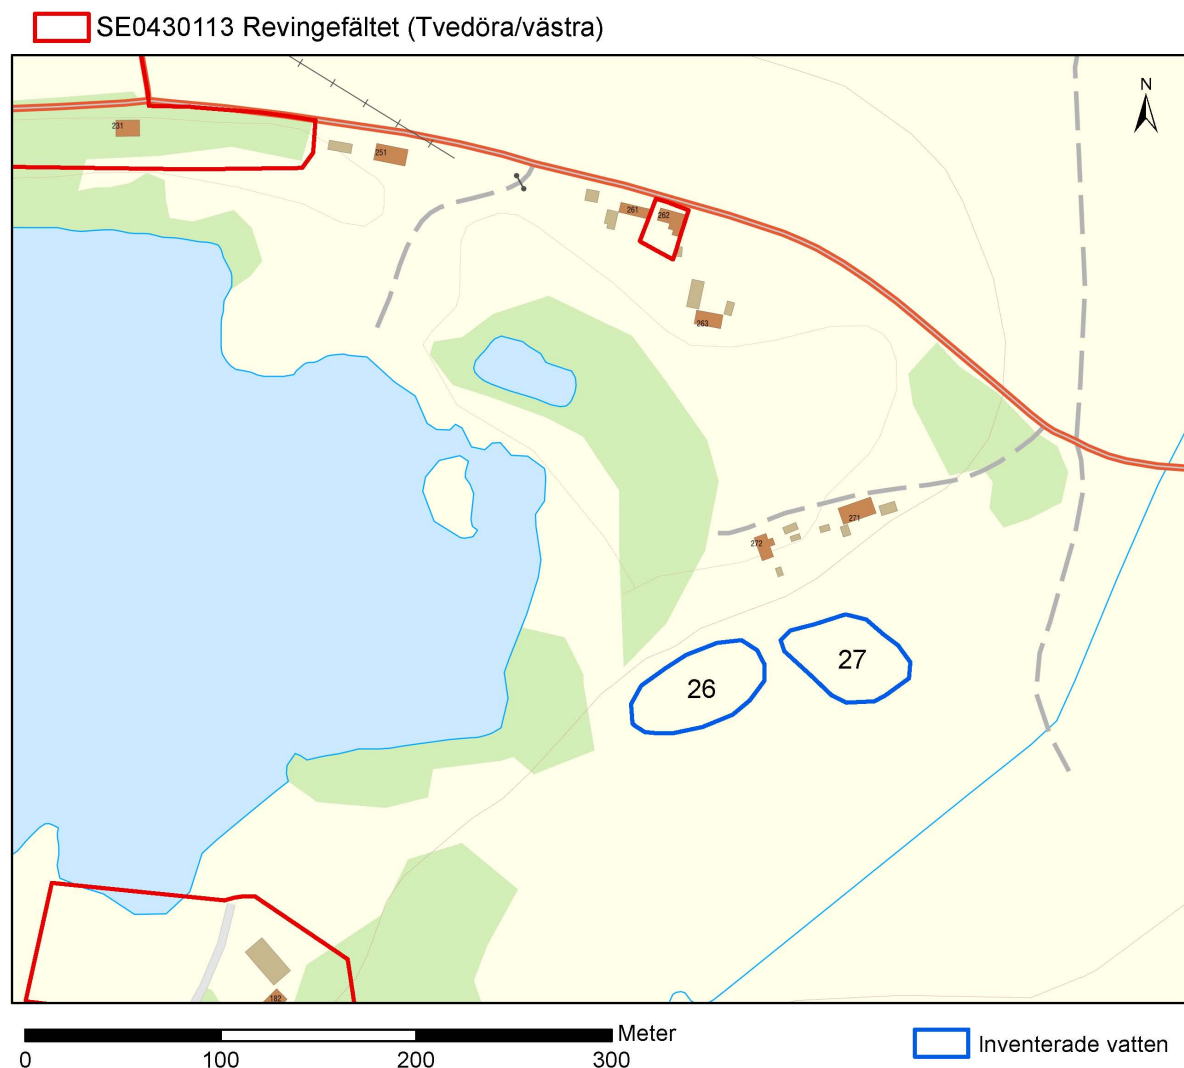 SE0430113 Revingefältet (Tvedöra/västra)
N
231
251
261
262
263
271
272
27
26
182
Meter
0 100 200 300
Inventerade vatten